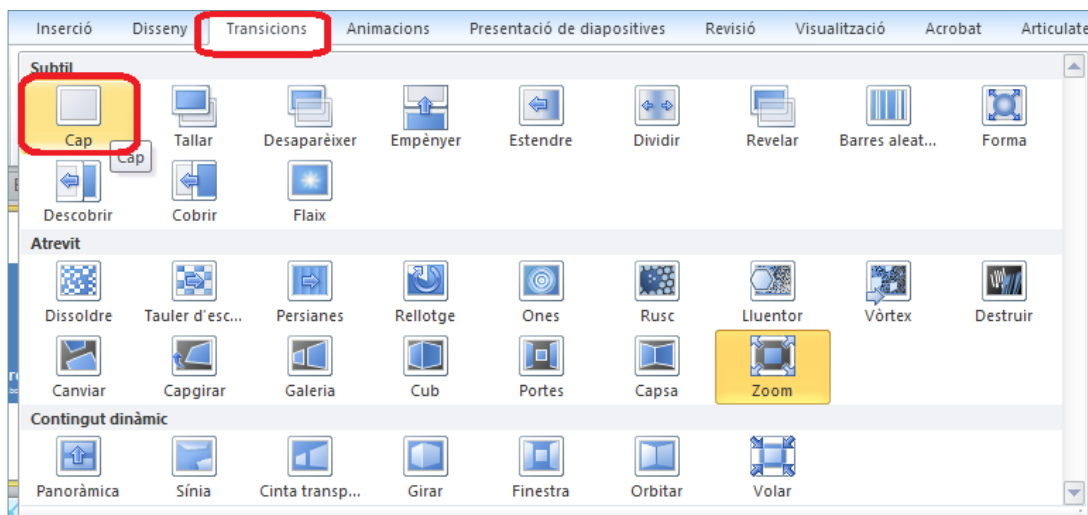 Inserció Disseny Transicions Animacions Presentació de diapositives Revisió Visualització Acrobat Articulate
Subtil
Cap Tallar Desaparèixer Empènyer Estendre Dividir Revelar Barres aleat... Forma
Cap
Descobrir Cobrir Flaix
Atrevit
Dissoldre Tauler d'esc... Persianes Rellotge Ones Rusc Lluentor Vòrtex Destruir
Canviar Capgirar Galeria Cub Portes Capsa Zoom
Contingut dinàmic
Panoràmica Sínia Cinta transp... Girar Finestra Orbitar Volar